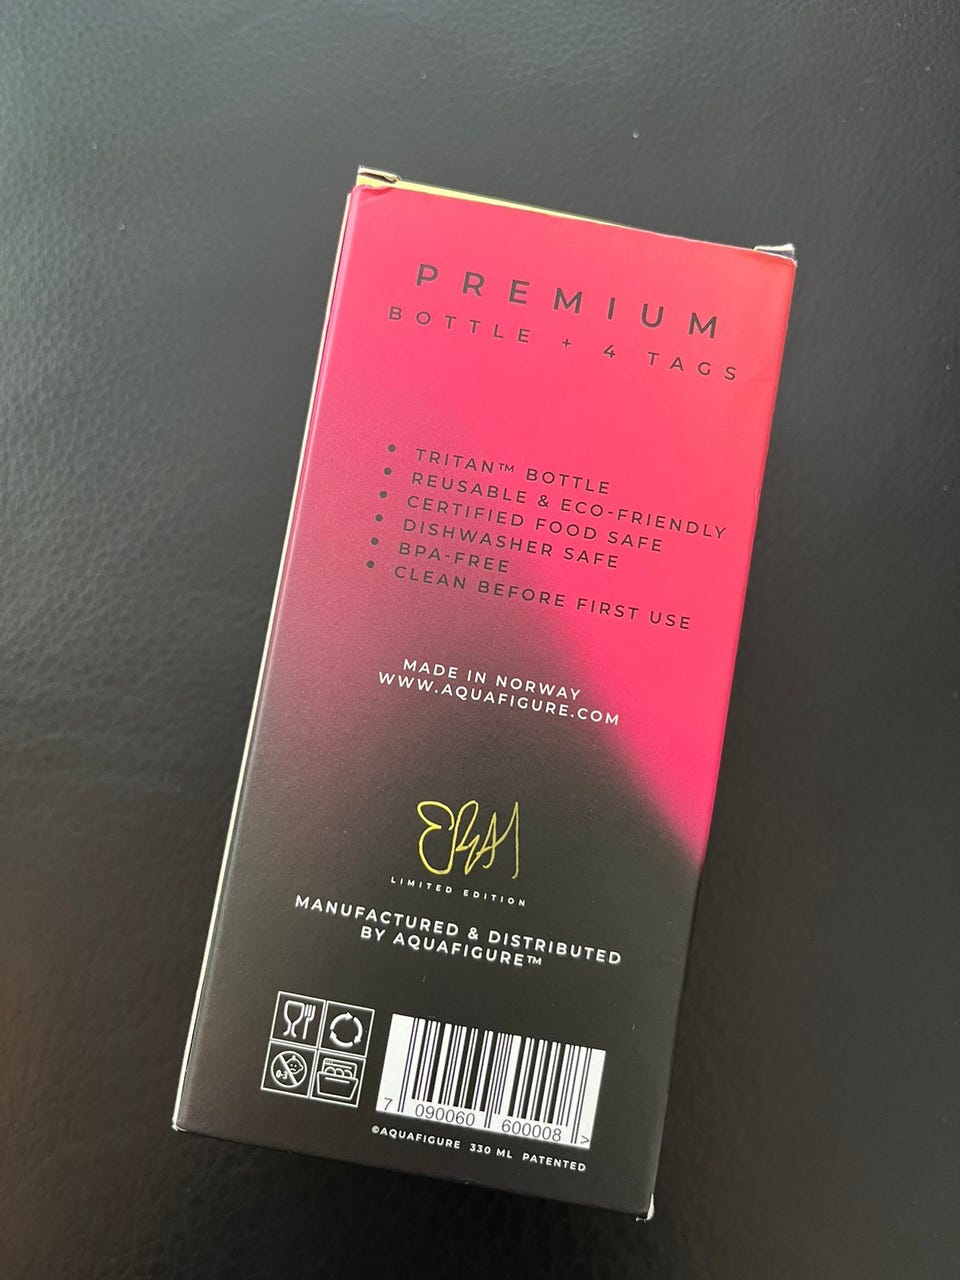 PREMIUM
BOTTLE + 4 TAGS
• TRITAN™ BOTTLE
• REUSABLE & ECO-FRIENDLY
• CERTIFIED FOOD SAFE
• DISHWASHER SAFE
• BPA-FREE
• CLEAN BEFORE FIRST USE
MADE IN NORWAY
WWW.AQUAFIGURE.COM
LIMITED EDITION
MANUFACTURED & DISTRIBUTED
BY AQUAFIGURE™
0-3
7 090060 600008 >
©AQUAFIGURE 330 ML PATENTED